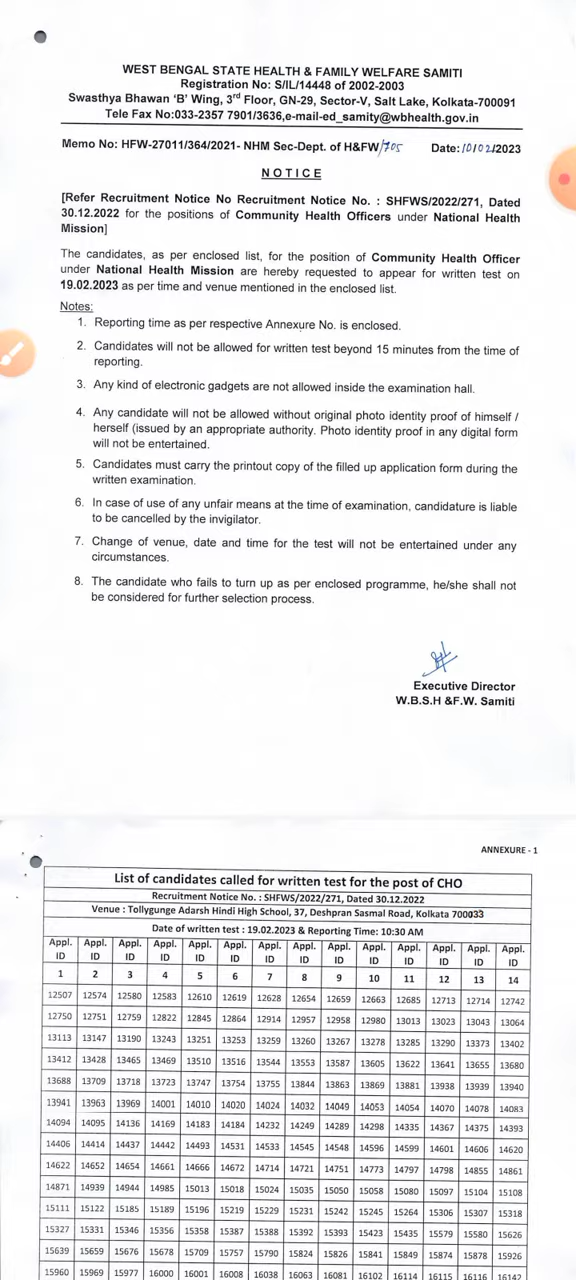 WEST BENGAL STATE HEALTH & FAMILY WELFARE SAMITI
Registration No: S/IL/14448 of 2002-2003
Swasthya Bhawan 'B' Wing, 3rd Floor, GN-29, Sector-V, Salt Lake, Kolkata-700091
Tele Fax No:033-2357 7901/3636,e-mail-ed_samity@wbhealth.gov.in
Memo No: HFW-27011/364/2021- NHM Sec-Dept. of H&FW/705 Date:10/02/2023
NOTICE
[Refer Recruitment Notice No Recruitment Notice No. : SHFWS/2022/271, Dated
30.12.2022 for the positions of Community Health Officers under National Health
Mission]
The candidates, as per enclosed list, for the position of Community Health Officer
under National Health Mission are hereby requested to appear for written test on
19.02.2023 as per time and venue mentioned in the enclosed list.
Notes:
1. Reporting time as per respective Annexure No. is enclosed.
2. Candidates will not be allowed for written test beyond 15 minutes from the time of
reporting.
3. Any kind of electronic gadgets are not allowed inside the examination hall.
4. Any candidate will not be allowed without original photo identity proof of himself /
herself (issued by an appropriate authority. Photo identity proof in any digital form
will not be entertained.
5. Candidates must carry the printout copy of the filled up application form during the
written examination.
6. In case of use of any unfair means at the time of examination, candidature is liable
to be cancelled by the invigilator.
7. Change of venue, date and time for the test will not be entertained under any
circumstances.
8. The candidate who fails to turn up as per enclosed programme, he/she shall not
be considered for further selection process.
Executive Director
W.B.S.H &F.W. Samiti
ANNEXURE - 1
List of candidates called for written test for the post of CHO
Recruitment Notice No. : SHFWS/2022/271, Dated 30.12.2022
Venue : Tollygunge Adarsh Hindi High School, 37, Deshpran Sasmal Road, Kolkata 700033
Date of written test : 19.02.2023 & Reporting Time: 10:30 AM
Appl. Appl. Appl. Appl. Appl. Appl. Appl. Appl. Appl. Appl. Appl. Appl. Appl. Appl.
ID ID ID ID ID ID ID ID ID ID ID ID ID ID
1 2 3 4 5 6 7 8 9 10 11 12 13 14
12507 12574 12580 12583 12610 12619 12628 12654 12659 12663 12685 12713 12714 12742
12750 12751 12759 12822 12845 12864 12914 12957 12958 12980 13013 13023 13043 13064
13113 13147 13190 13243 13251 13253 13259 13260 13267 13278 13285 13290 13373 13402
13412 13428 13465 13469 13510 13516 13544 13553 13587 13605 13622 13641 13655 13680
13688 13709 13718 13723 13747 13754 13755 13844 13863 13869 13881 13938 13939 13940
13941 13963 13969 14001 14010 14020 14024 14032 14049 14053 14054 14070 14078 14083
14094 14095 14136 14169 14183 14184 14232 14249 14289 14298 14335 14367 14375 14393
14406 14414 14437 14442 14493 14531 14533 14545 14548 14596 14599 14601 14606 14620
14622 14652 14654 14661 14666 14672 14714 14721 14751 14773 14797 14798 14855 14861
14871 14939 14944 14985 15013 15018 15024 15035 15050 15058 15080 15097 15104 15108
15111 15122 15185 15189 15196 15219 15229 15231 15242 15245 15264 15306 15307 15318
15327 15331 15346 15356 15358 15387 15388 15392 15393 15423 15435 15579 15580 15626
15639 15659 15676 15678 15709 15757 15790 15824 15826 15841 15849 15874 15878 15926
15960 15969 15977 16000 16001 16008 16038 16063 16081 16102 16114 16115 16116 16142